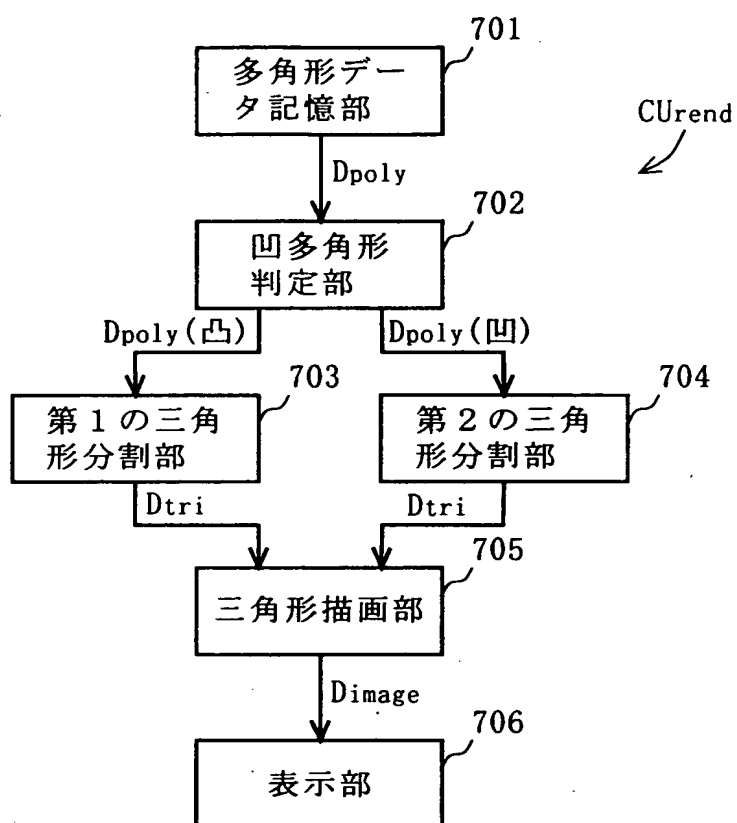 701
多角形デー
タ記憶部
CUrend
Dpoly
702
凹多角形
判定部
Dpoly(凸)
Dpoly(凹)
703
704
第1の三角
形分割部
第2の三角
形分割部
Dtri
Dtri
705
三角形描画部
Dimage
706
表示部